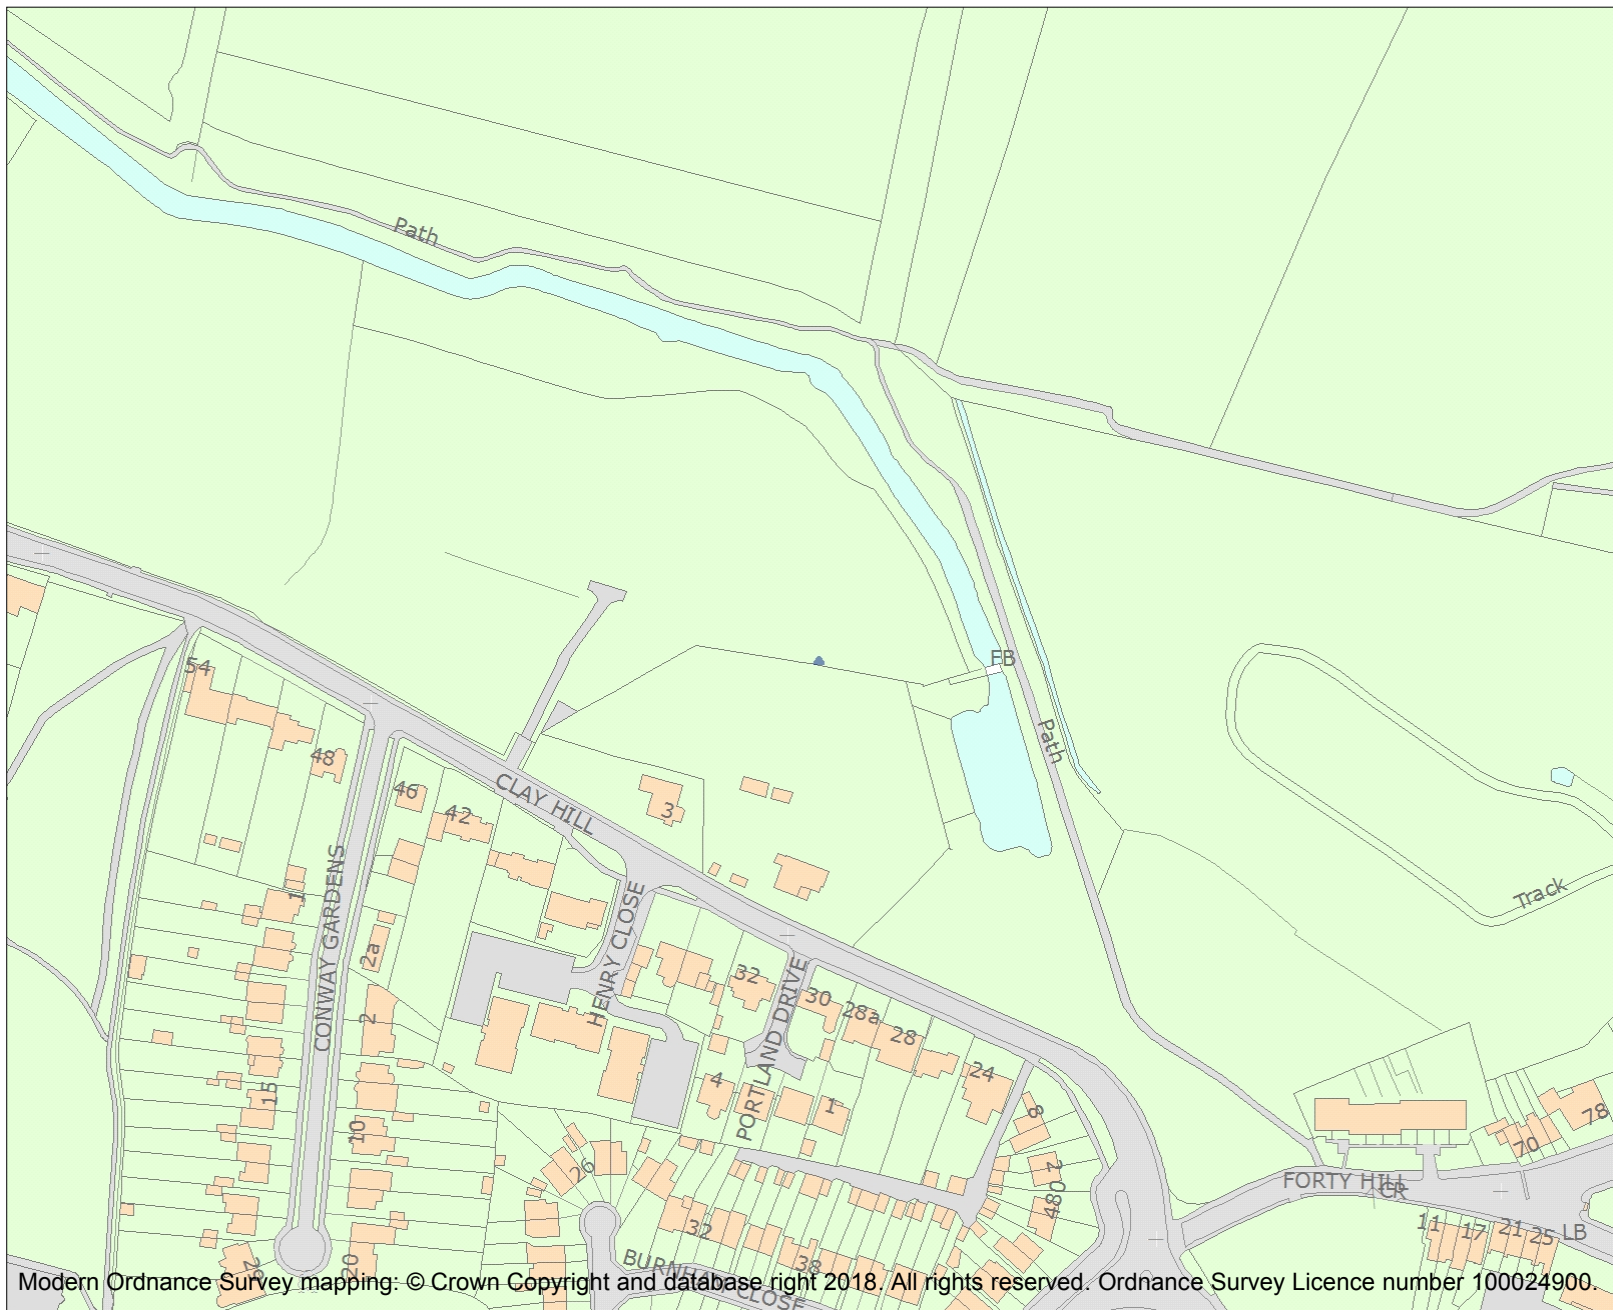 Path
FB
Path
54
48
46
42
CLAY HILL
3
Track
1
CONWAY GARDENS
2a
HENRY CLOSE
32
30
28a
28
2
PORTLAND DRIVE
24
4
1
8
15
10
26
2
480
78
70
FORTY HILL
CR
11
17
21
25
LB
32
38
20
29
BURNHAM CLOSE
Modern Ordnance Survey mapping: © Crown Copyright and database right 2018. All rights reserved. Ordnance Survey Licence number 100024900.